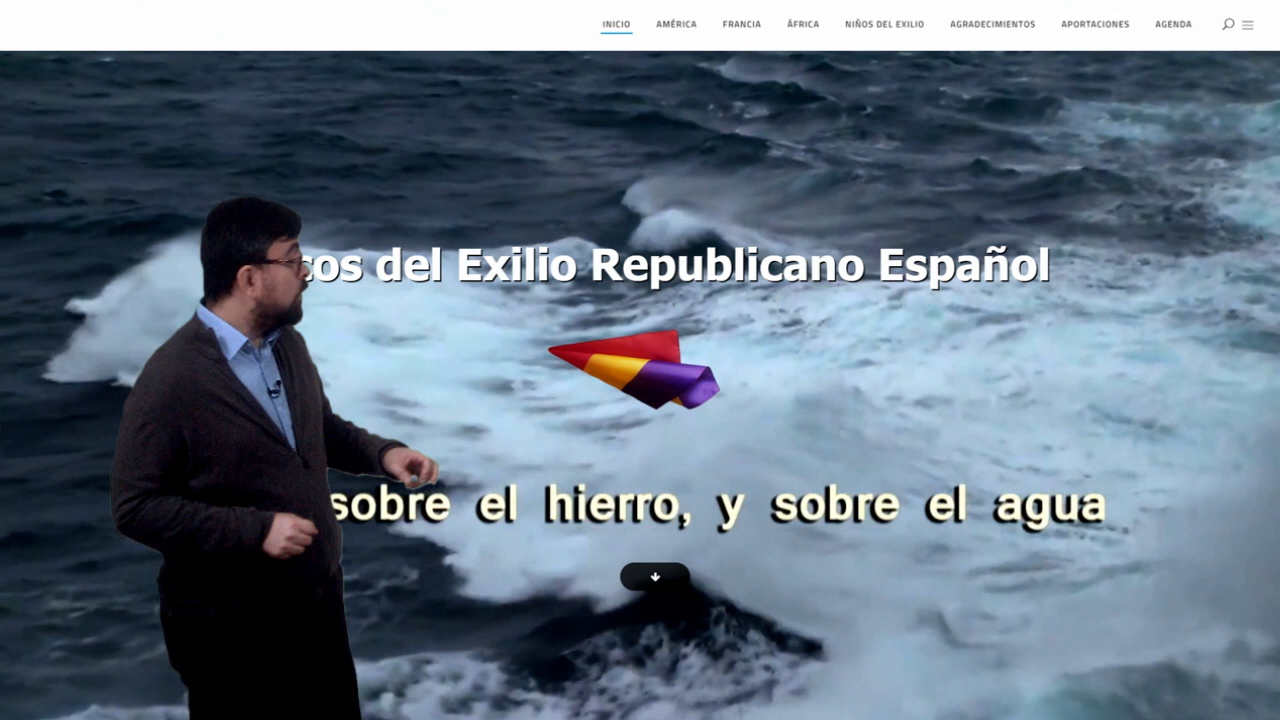 INICIO AMÉRICA FRANCIA ÁFRICA NIÑOS DEL EXILIO AGRADECIMIENTOS APORTACIONES AGENDA
del Exilio Republicano Español
sobre el hierro, y sobre el agua